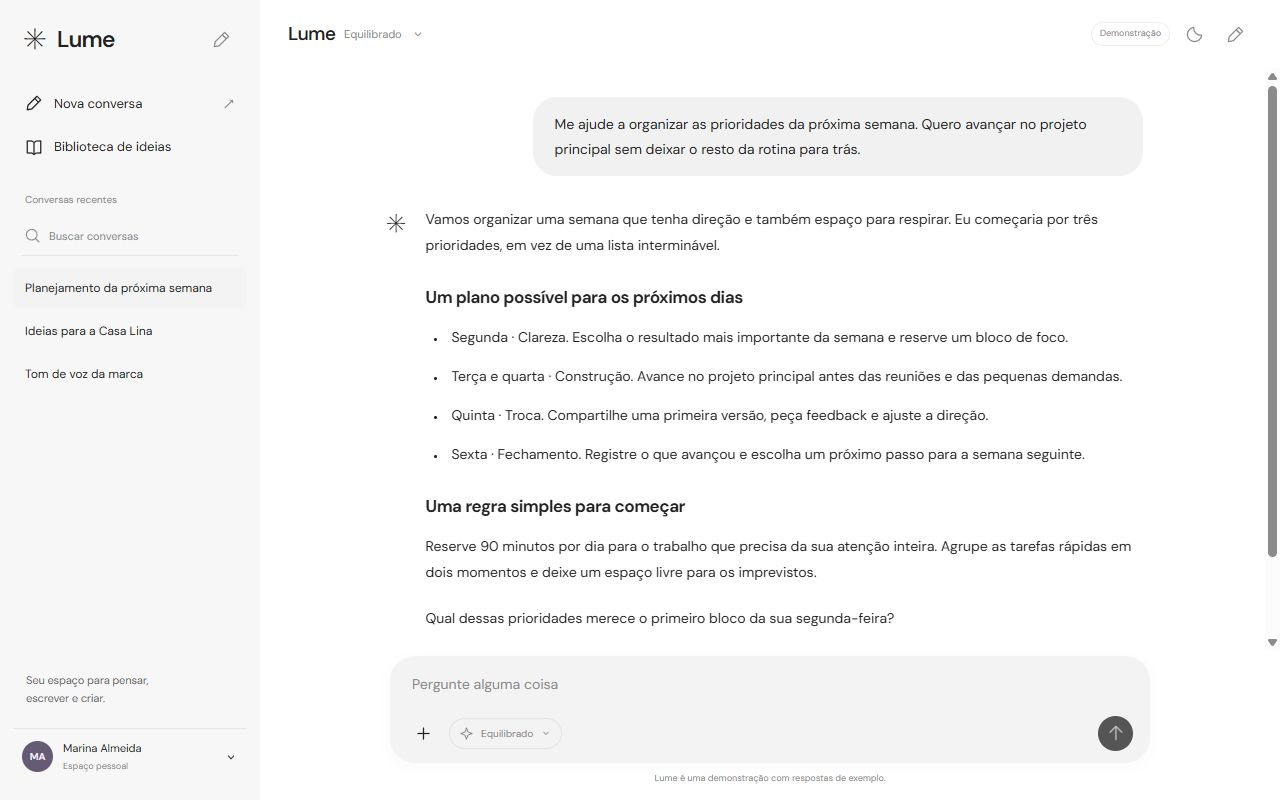 Lume
Nova conversa
Biblioteca de ideias
Conversas recentes
Buscar conversas
Planejamento da próxima semana
Ideias para a Casa Lina
Tom de voz da marca
Seu espaço para pensar,
escrever e criar.
MA
Marina Almeida
Espaço pessoal
Lume Equilibrado
Demonstração
Me ajude a organizar as prioridades da próxima semana. Quero avançar no projeto
principal sem deixar o resto da rotina para trás.
Vamos organizar uma semana que tenha direção e também espaço para respirar. Eu começaria por três
prioridades, em vez de uma lista interminável.
Um plano possível para os próximos dias
• Segunda · Clareza. Escolha o resultado mais importante da semana e reserve um bloco de foco.
• Terça e quarta · Construção. Avance no projeto principal antes das reuniões e das pequenas demandas.
• Quinta · Troca. Compartilhe uma primeira versão, peça feedback e ajuste a direção.
• Sexta · Fechamento. Registre o que avançou e escolha um próximo passo para a semana seguinte.
Uma regra simples para começar
Reserve 90 minutos por dia para o trabalho que precisa da sua atenção inteira. Agrupe as tarefas rápidas em
dois momentos e deixe um espaço livre para os imprevistos.
Qual dessas prioridades merece o primeiro bloco da sua segunda-feira?
Pergunte alguma coisa
Equilibrado
Lume é uma demonstração com respostas de exemplo.